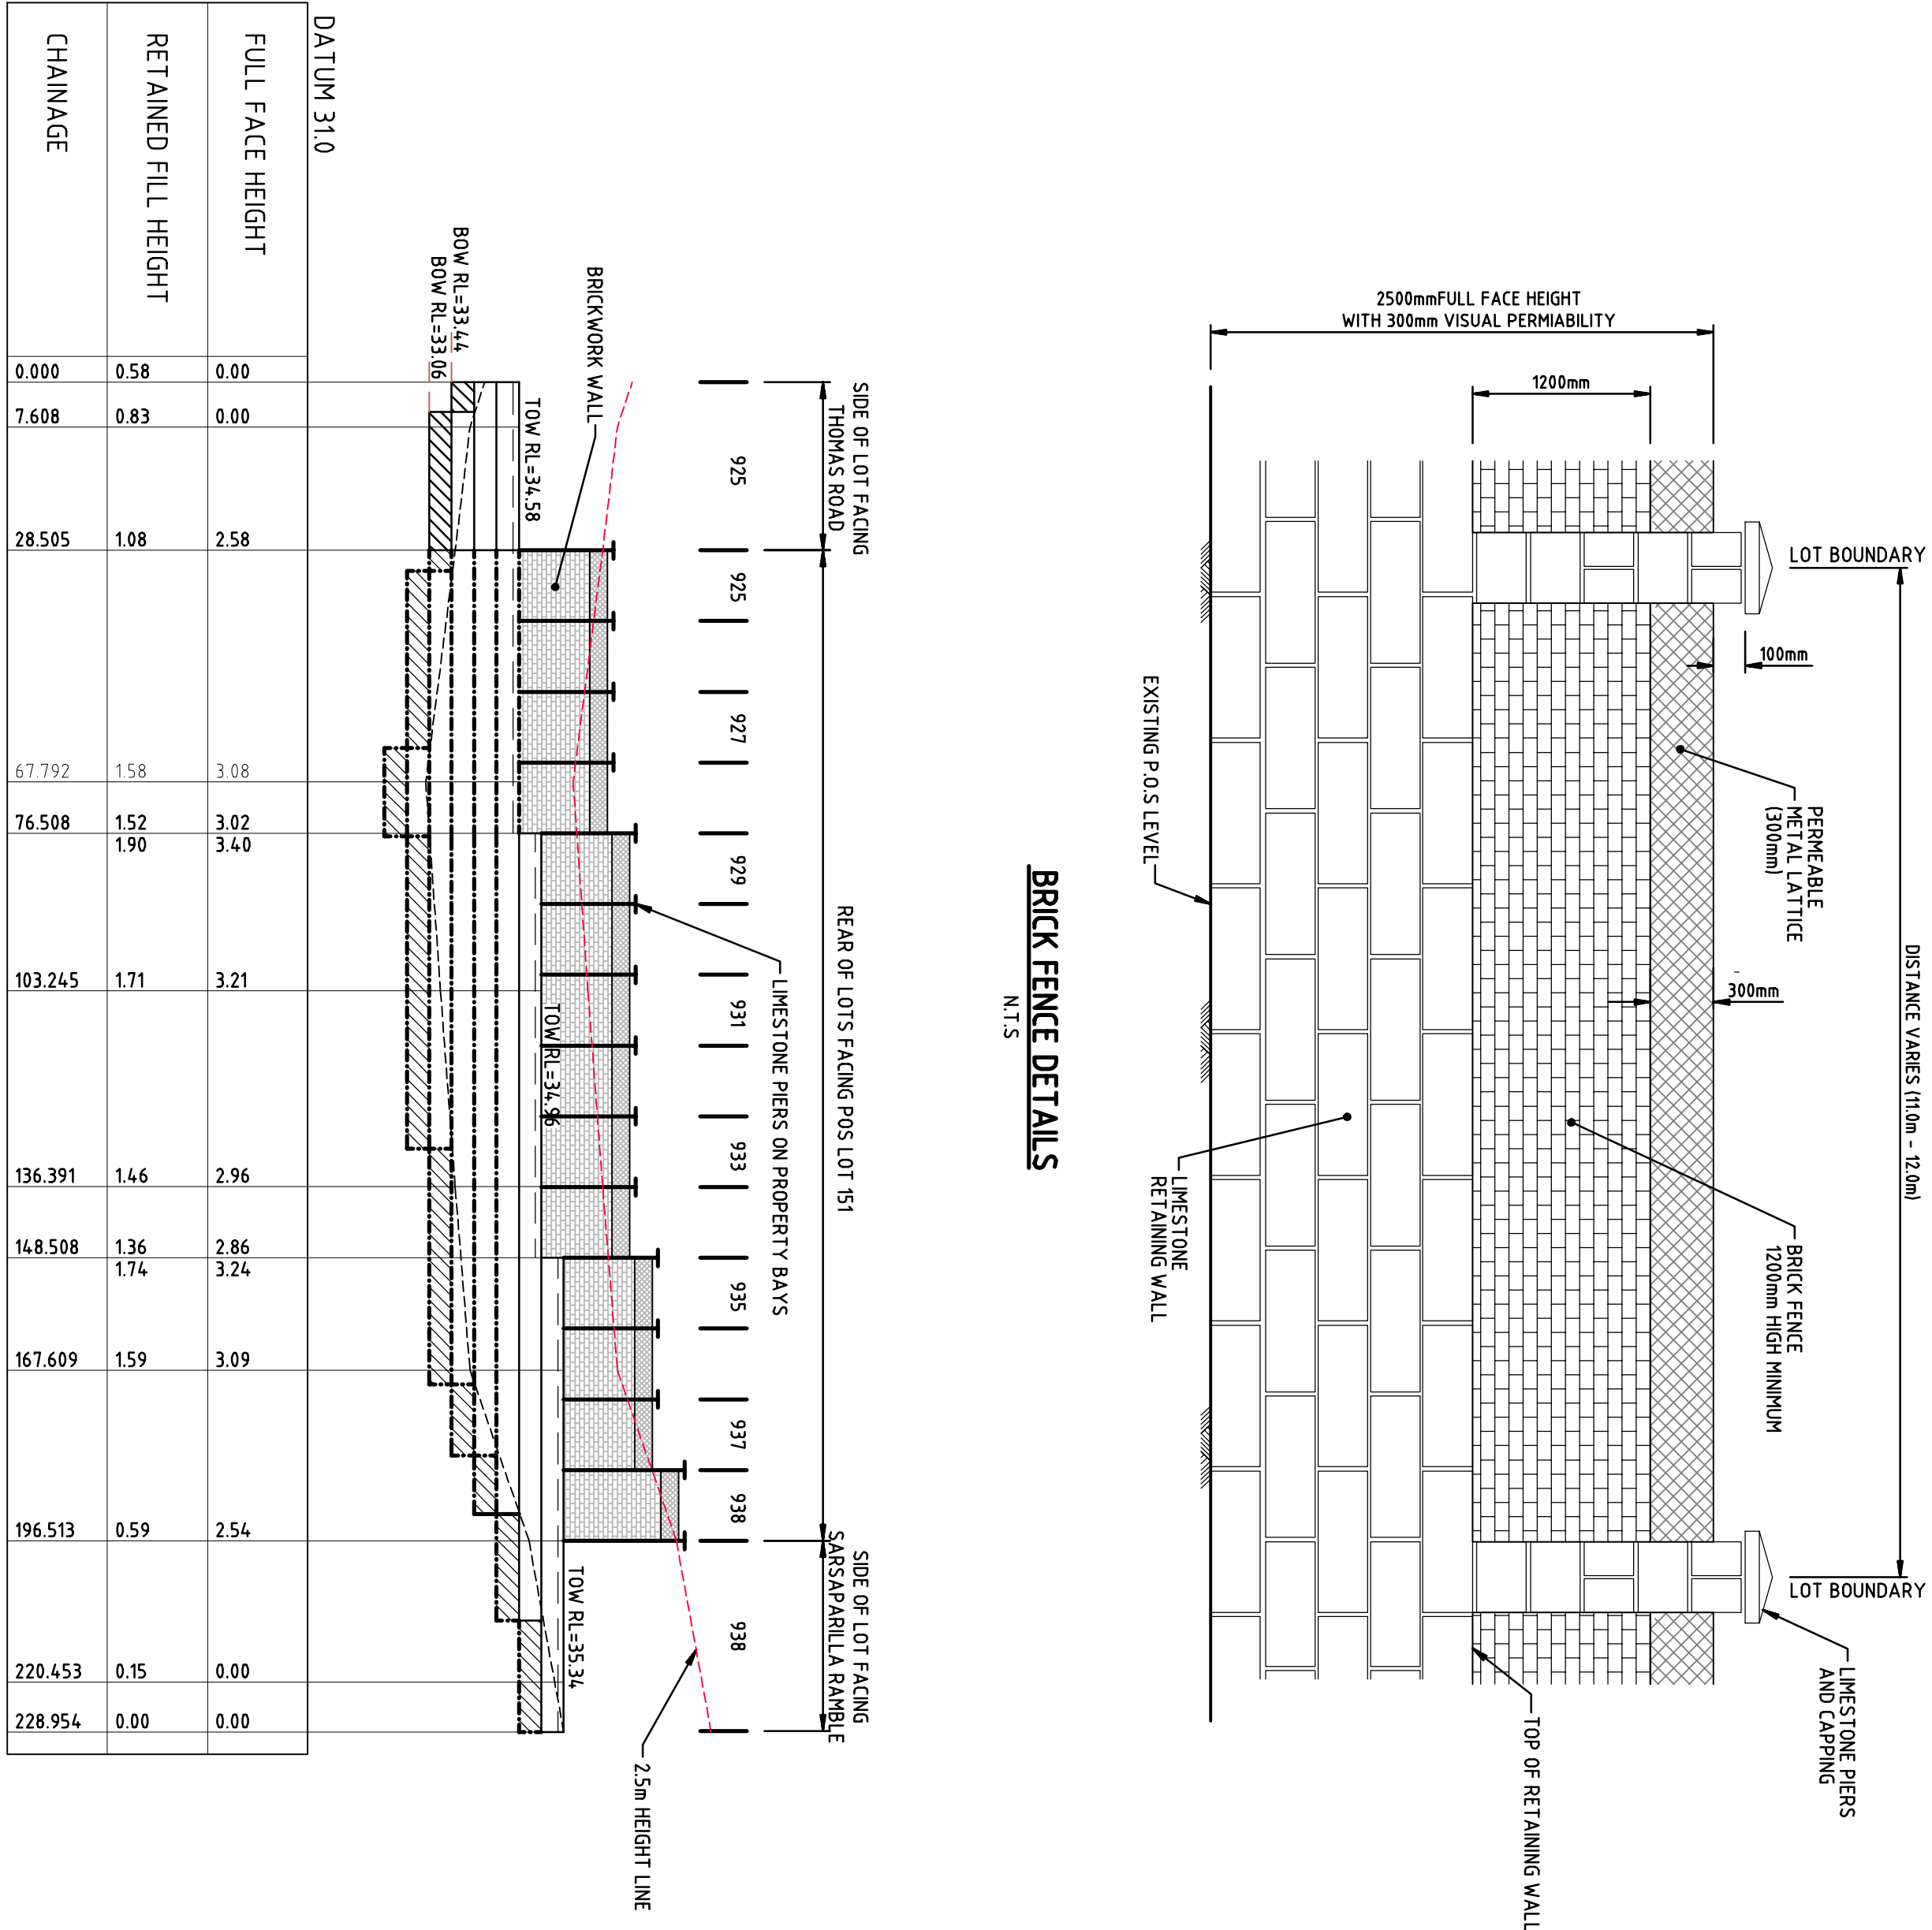 LOT BOUNDARY
DISTANCE VARIES (11.0m - 12.0m)
LOT BOUNDARY
100mm
300mm
PERMEABLE
METAL LATTICE
(300mm)
BRICK FENCE
1200mm HIGH MINIMUM
LIMESTONE PIERS
AND CAPPING
2500mmFULL FACE HEIGHT
WITH 300mm VISUAL PERMIABILITY
1200mm
EXISTING P.O.S LEVEL
LIMESTONE
RETAINING WALL
TOP OF RETAINING WALL
BRICK FENCE DETAILS
N.T.S
SIDE OF LOT FACING
THOMAS ROAD
REAR OF LOTS FACING POS LOT 151
SIDE OF LOT FACING
SARSAPARILLA RAMBLE
LIMESTONE PIERS ON PROPERTY BAYS
925
925
927
929
931
933
935
937
938
938
2.5m HEIGHT LINE
BRICKWORK WALL
TOW RL=34.58
TOW RL=34.96
TOW RL=35.34
BOW RL=33.44
BOW RL=33.06
DATUM 31.0
FULL FACE HEIGHT
0.00
0.00
2.58
3.08
3.02
3.40
3.21
2.96
2.86
3.24
3.09
2.54
0.00
0.00
RETAINED FILL HEIGHT
0.58
0.83
1.08
1.58
1.52
1.90
1.71
1.46
1.36
1.74
1.59
0.59
0.15
0.00
CHAINAGE
0.000
7.608
28.505
67.792
76.508
103.245
136.391
148.508
167.609
196.513
220.453
228.954